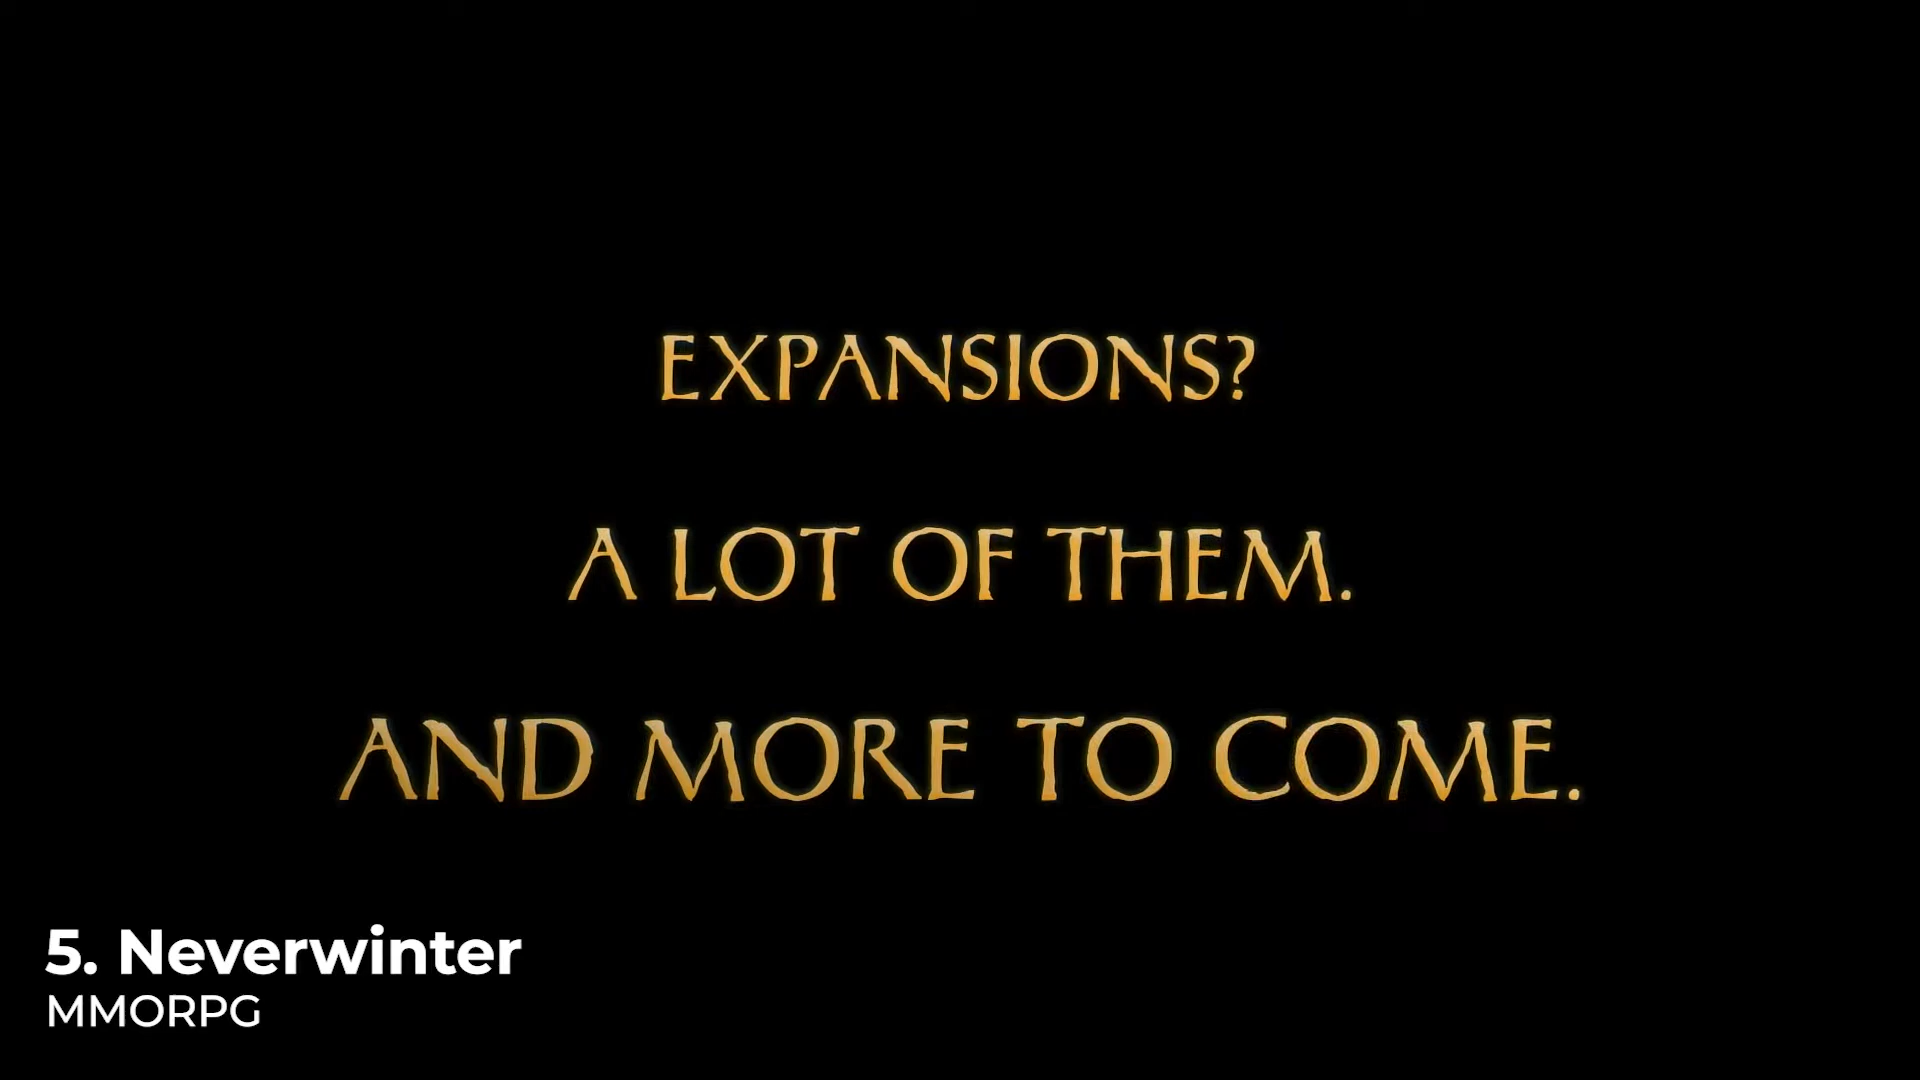 EXPANSIONS?
A LOT OF THEM.
AND MORE TO COME.
5. Neverwinter
MMORPG